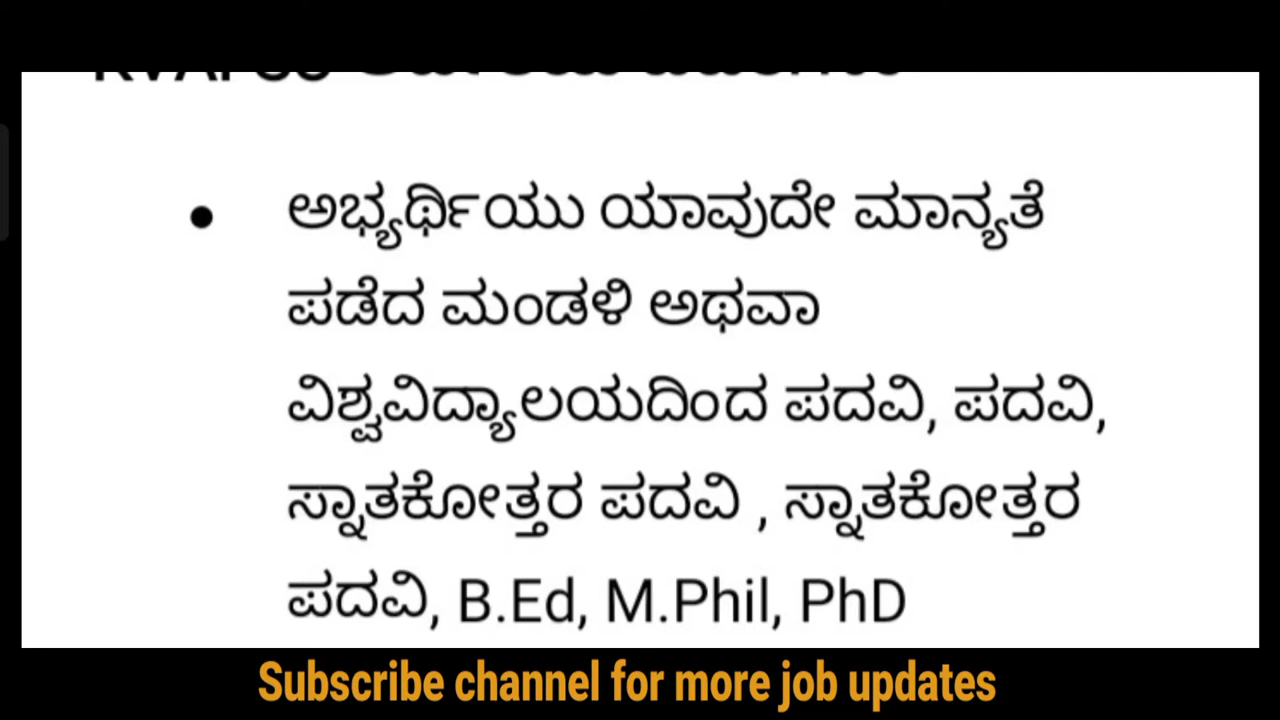 • ಅಭ್ಯರ್ಥಿಯು ಯಾವುದೇ ಮಾನ್ಯತೆ
ಪಡೆದ ಮಂಡಳಿ ಅಥವಾ
ವಿಶ್ವವಿದ್ಯಾಲಯದಿಂದ ಪದವಿ, ಪದವಿ,
ಸ್ನಾತಕೋತ್ತರ ಪದವಿ , ಸ್ನಾತಕೋತ್ತರ
ಪದವಿ, B.Ed, M.Phil, PhD
Subscribe channel for more job updates